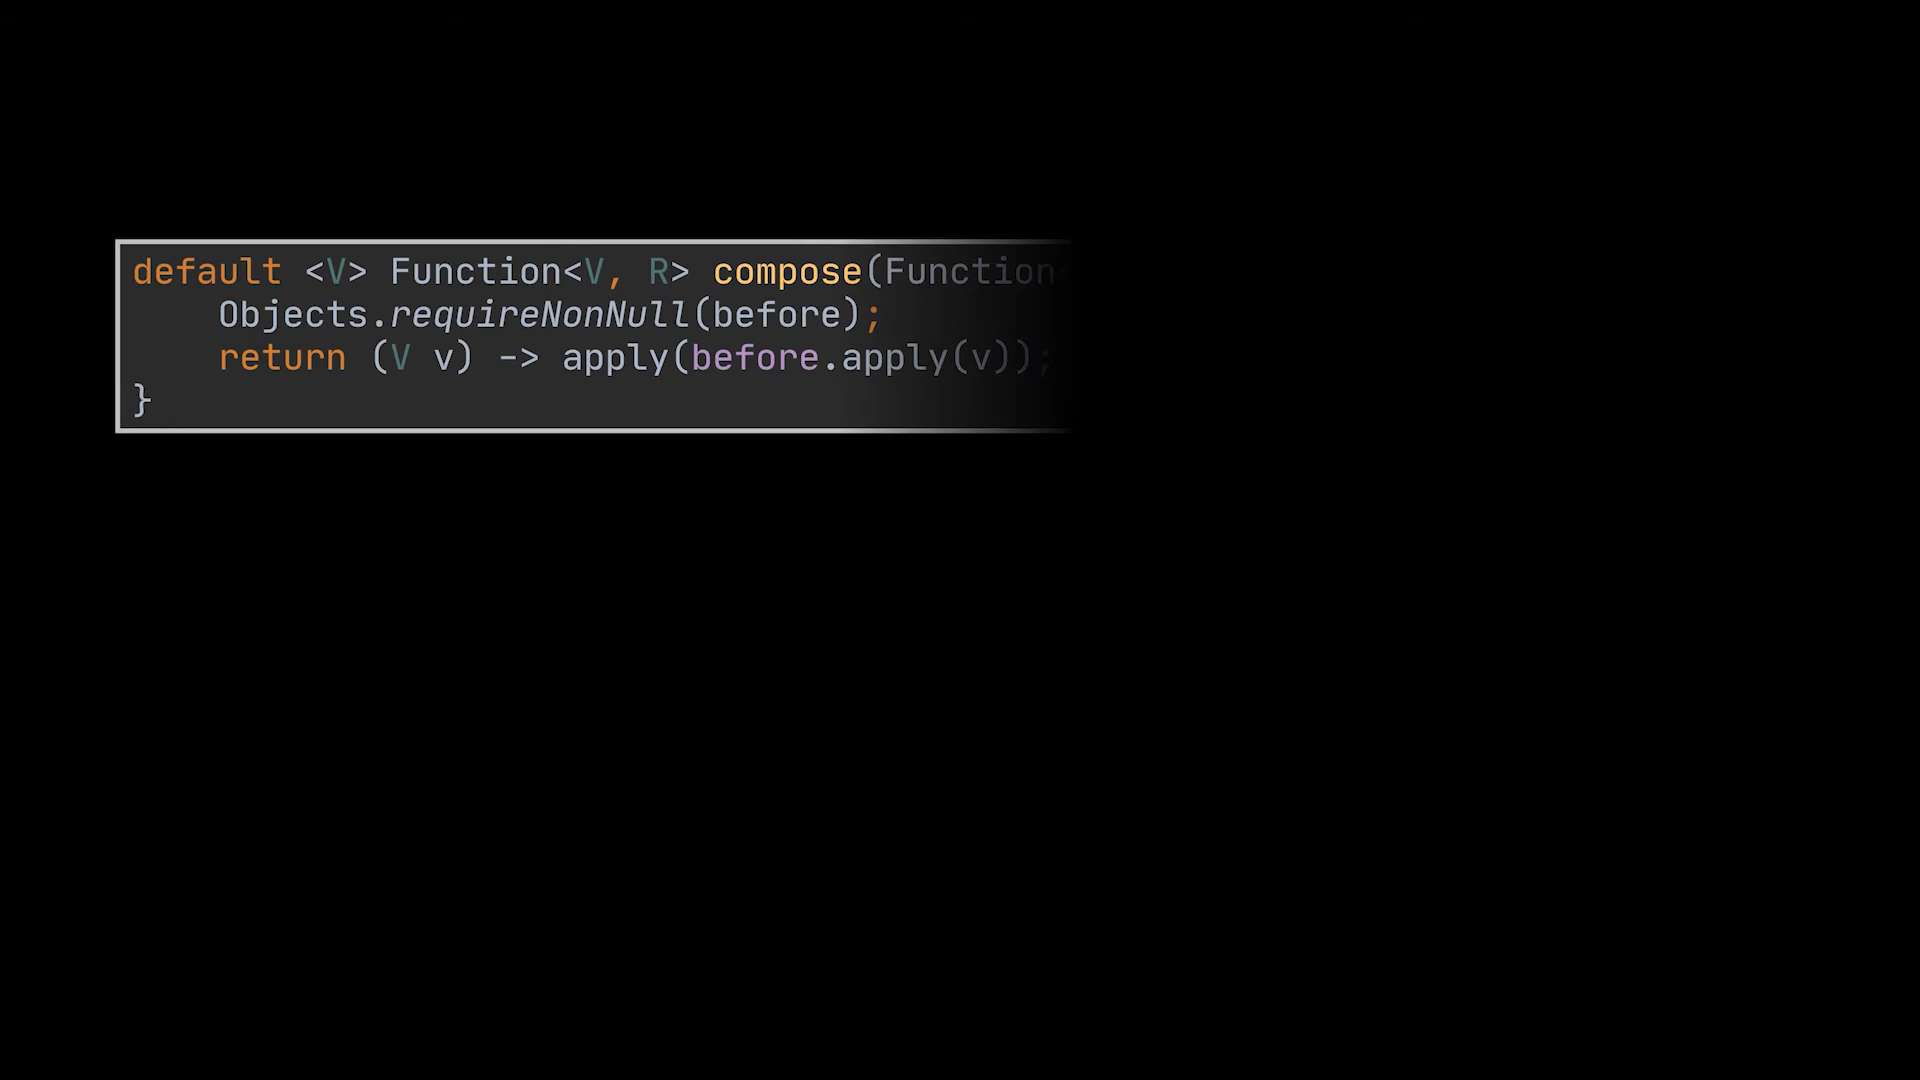 default <V> Function<V, R> compose(Function<
Objects.requireNonNull(before);
return (V v) -> apply(before.apply(v));
}